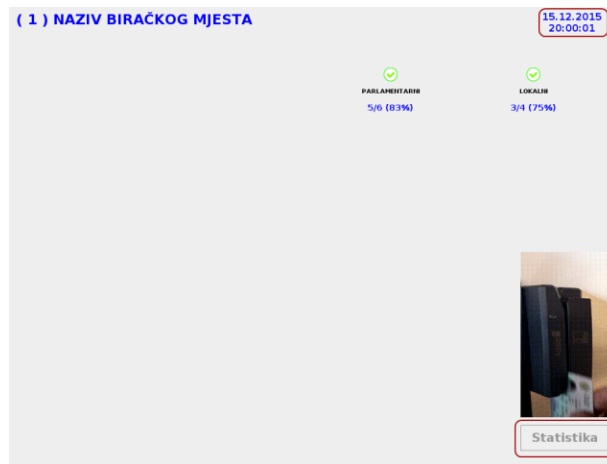 ( 1 ) NAZIV BIRAČKOG MJESTA
15.12.2015
20:00:01
PARLAMENTARNI
LOKALNI
5/6 (83%)
3/4 (75%)
Statistika